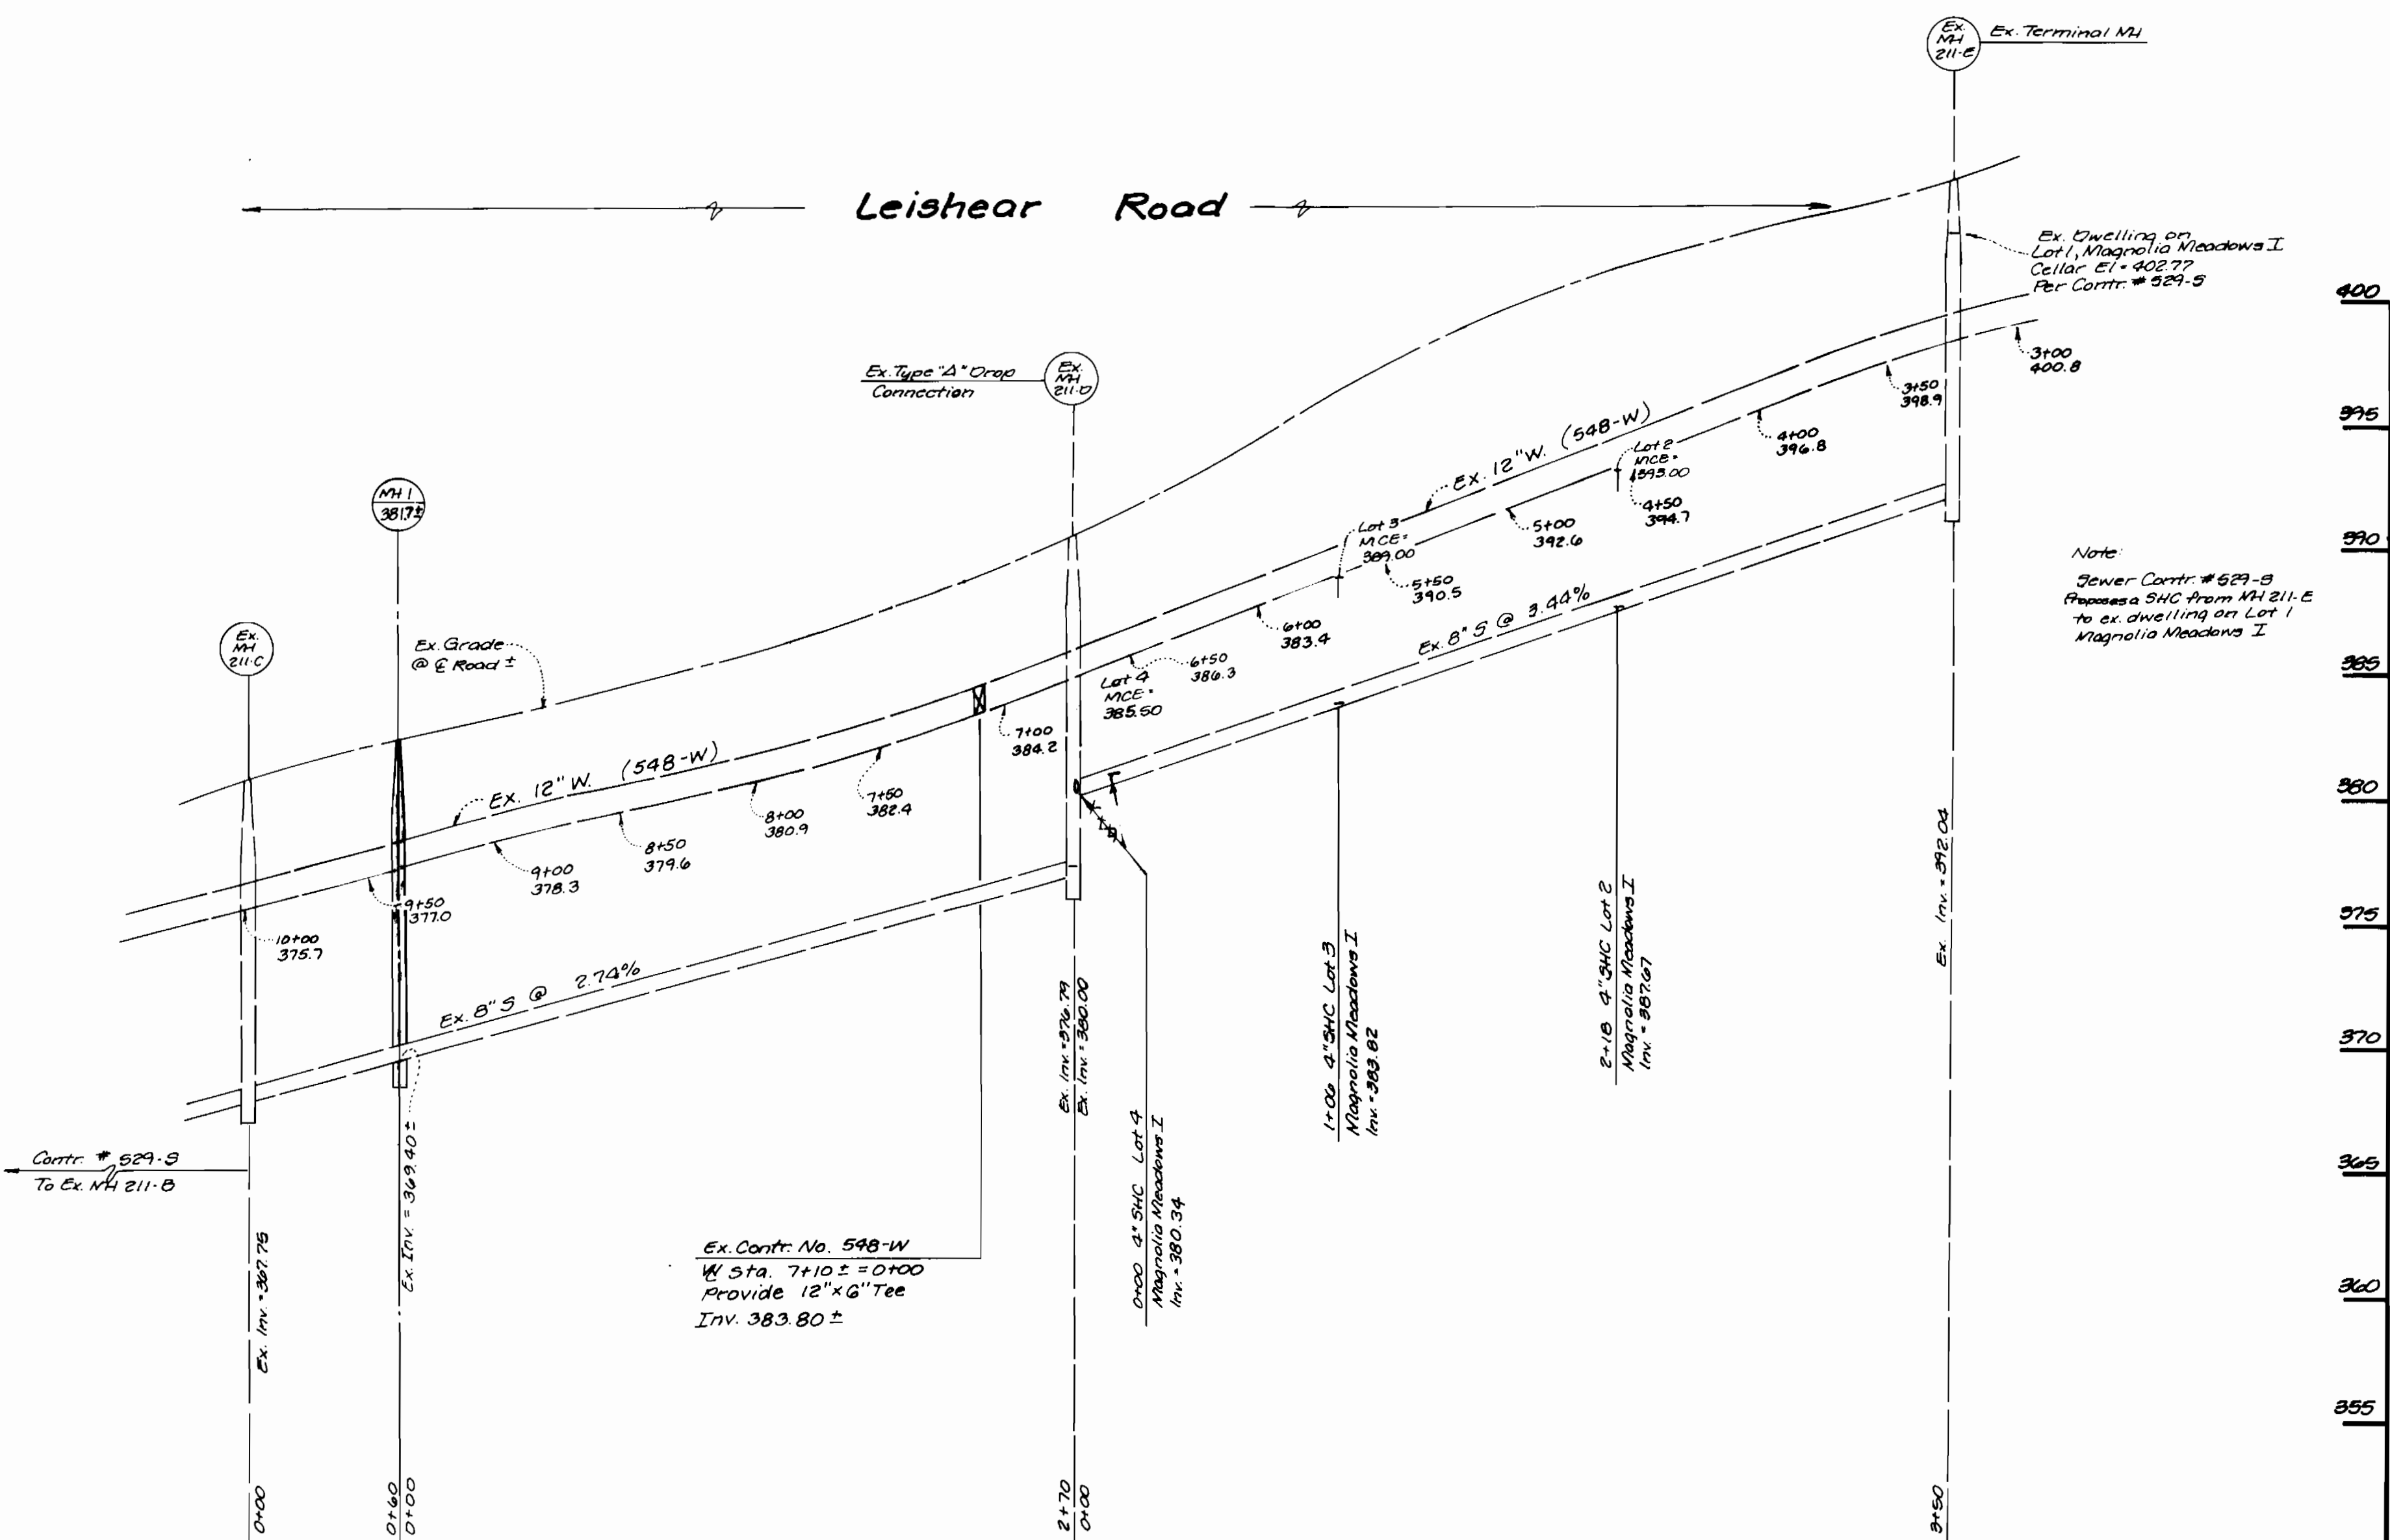 Ex.
MH
211-E
Ex. Terminal MH
Leishear Road
Ex. Dwelling on
Lot 1, Magnolia Meadows I
Cellar El = 402.77
Per Contr. # 529-S
400
3+00
400.8
Ex. Type "A" Drop
Connection
Ex.
MH
211-D
3+50
398.9
395
4+00
396.8
Ex. 12" W. (548-W)
Lot 2
MCE=
393.00
4+50
394.7
MH 1
381.7±
Lot 3
MCE=
389.00
5+00
392.6
390
Note:
Sewer Contr. # 529-S
Proposes a SHC from MH 211-E
to ex. dwelling on Lot 1
Magnolia Meadows I
5+50
390.5
Ex. 8" S @ 3.44%
6+00
383.4
Ex.
MH
211-C
Ex. Grade
@ ℄ Road ±
6+50
386.3
385
Lot 4
MCE=
385.50
7+00
384.2
Ex. 12" W. (548-W)
7+50
382.4
380
8+00
380.9
8+50
379.6
9+00
378.3
9+50
377.0
10+00
375.7
375
Ex. 8" S @ 2.74%
370
Contr. # 529-S
To Ex. MH 211-B
365
Ex. Inv. = 367.75
Ex. Inv. = 369.40 ±
Ex. Contr. No. 548-W
℄ Sta. 7+10 ± = 0+00
Provide 12" x 6" Tee
Inv. 383.80 ±
Ex. Inv. = 376.79
Ex. Inv. = 380.00
0+00 4" SHC Lot 4
Magnolia Meadows I
Inv. = 380.34
1+06 4" SHC Lot 3
Magnolia Meadows I
Inv. = 383.82
2+18 4" SHC Lot 2
Magnolia Meadows I
Inv. = 387.67
Ex. Inv. = 392.04
360
355
0+00
0+60
0+00
2+70
0+00
3+50